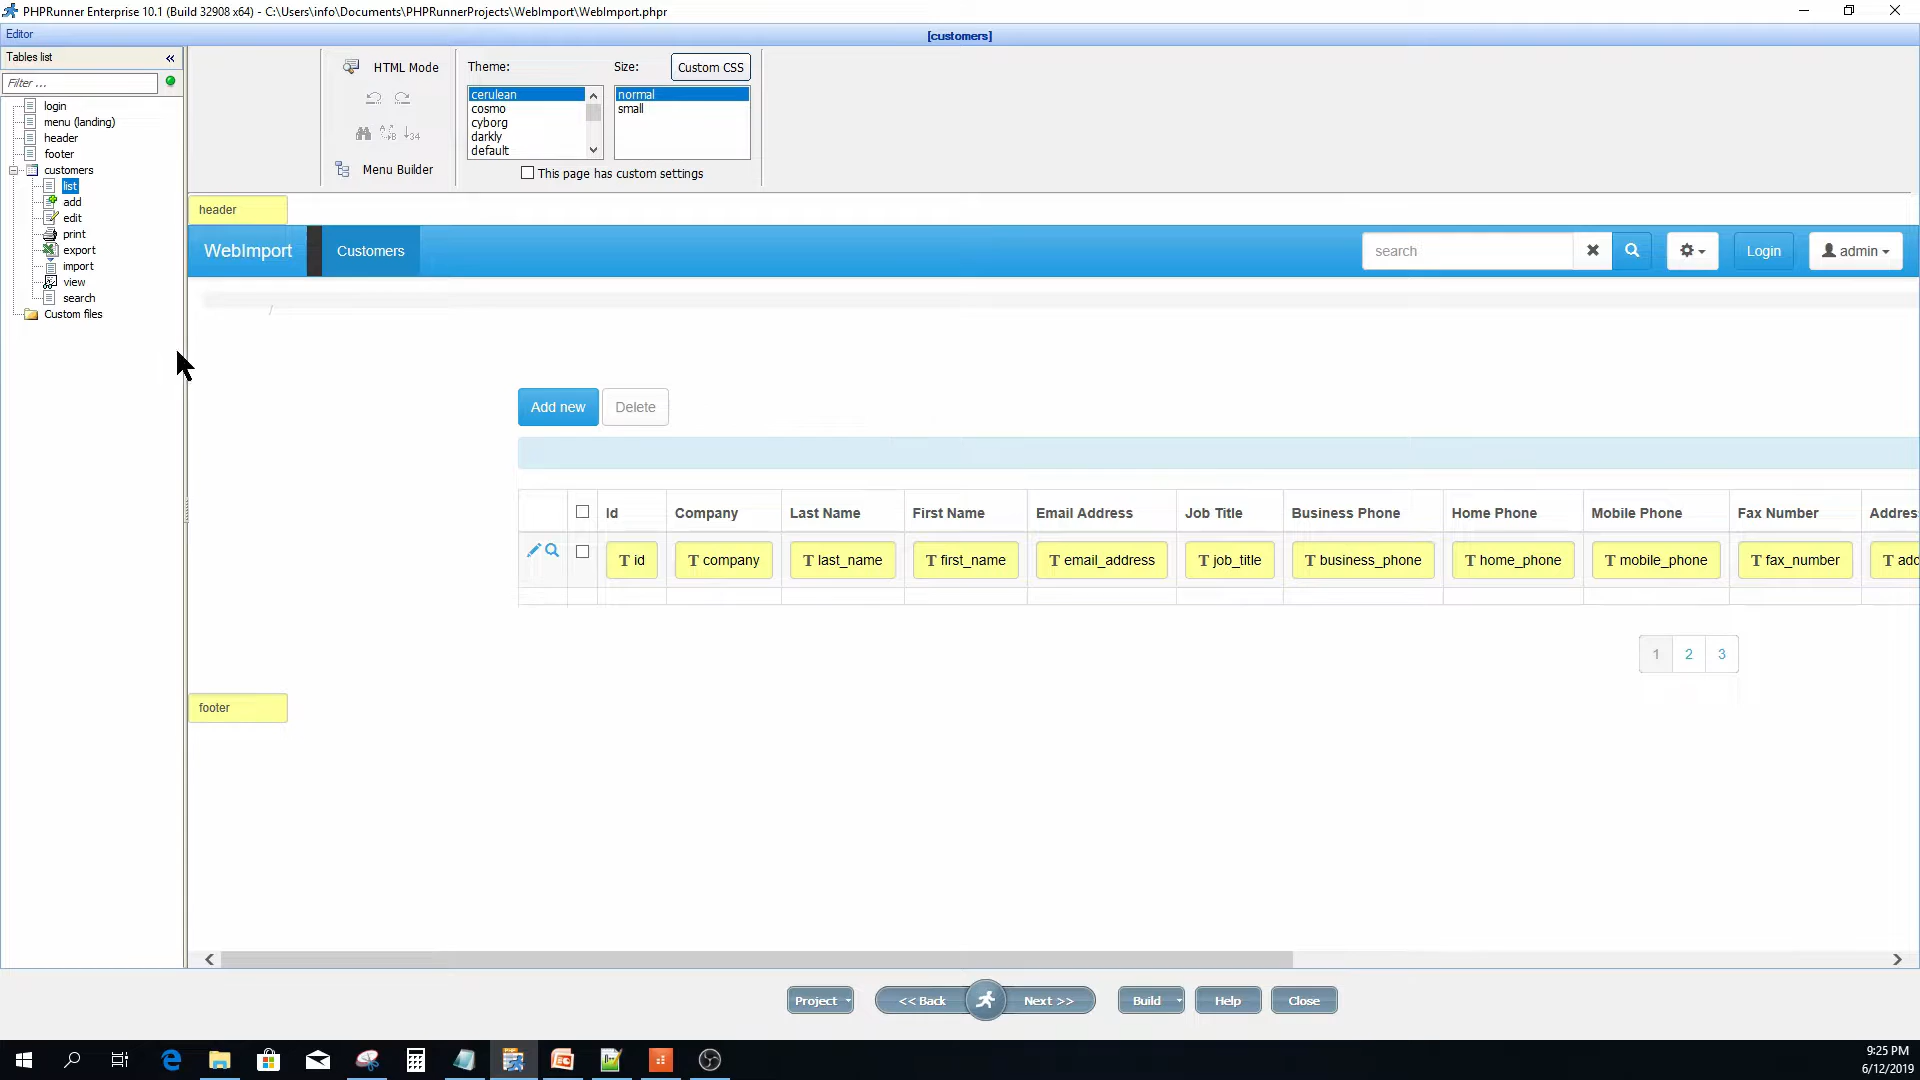 PHPRunner Enterprise 10.1 (Build 32908 x64) - C:\Users\info\Documents\PHPRunnerProjects\WebImport\WebImport.phpr
Editor
[customers]
Tables list
«
Filter ...
login
menu (landing)
header
footer
customers
list
add
edit
print
export
import
view
search
Custom files
HTML Mode
Menu Builder
Theme:
cerulean
cosmo
cyborg
darkly
default
Size:
Custom CSS
normal
small
This page has custom settings
header
WebImport
Customers
search
Login
admin
/
Add new
Delete
Id Company Last Name First Name Email Address Job Title Business Phone Home Phone Mobile Phone Fax Number Addres
T id T company T last_name T first_name T email_address T job_title T business_phone T home_phone T mobile_phone T fax_number T add
1 2 3
footer
Project << Back Next >> Build Help Close
9:25 PM
6/12/2019